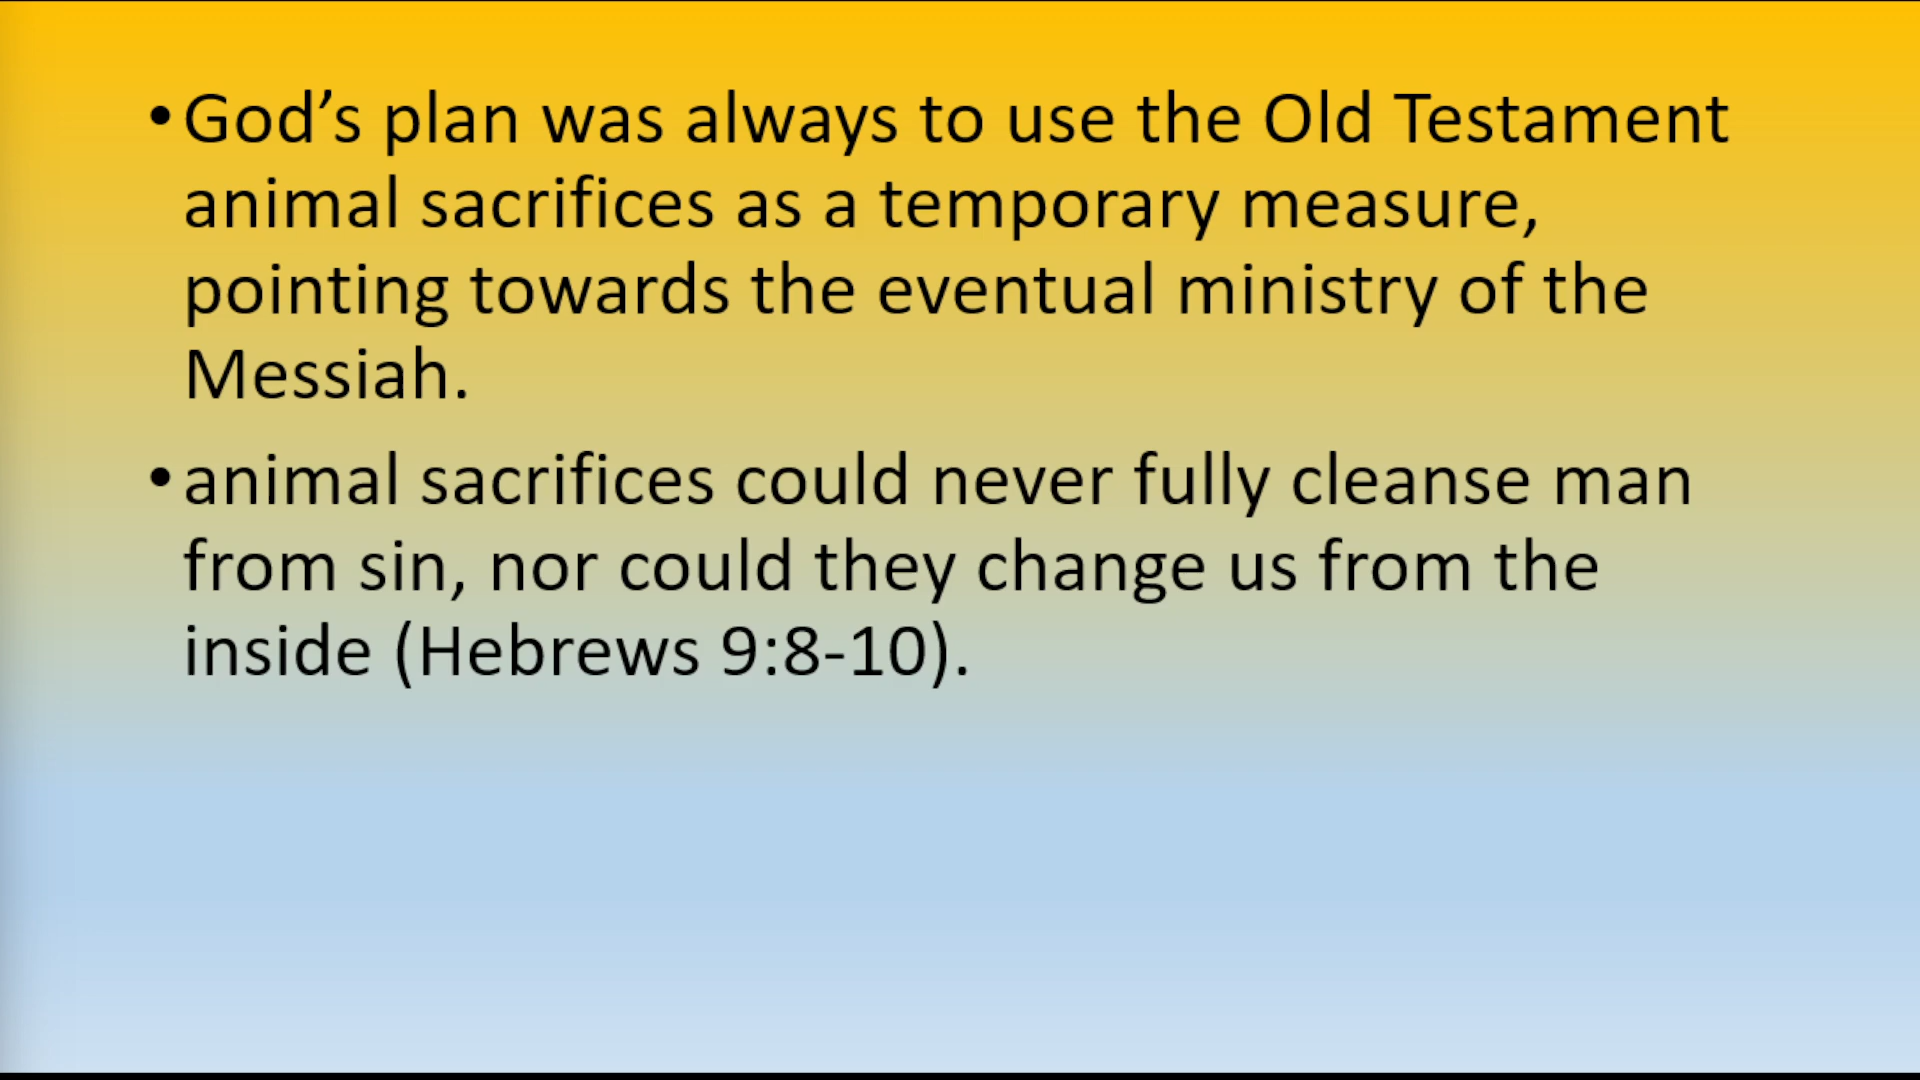 •God’s plan was always to use the Old Testament
animal sacrifices as a temporary measure,
pointing towards the eventual ministry of the
Messiah.
•animal sacrifices could never fully cleanse man
from sin, nor could they change us from the
inside (Hebrews 9:8-10).